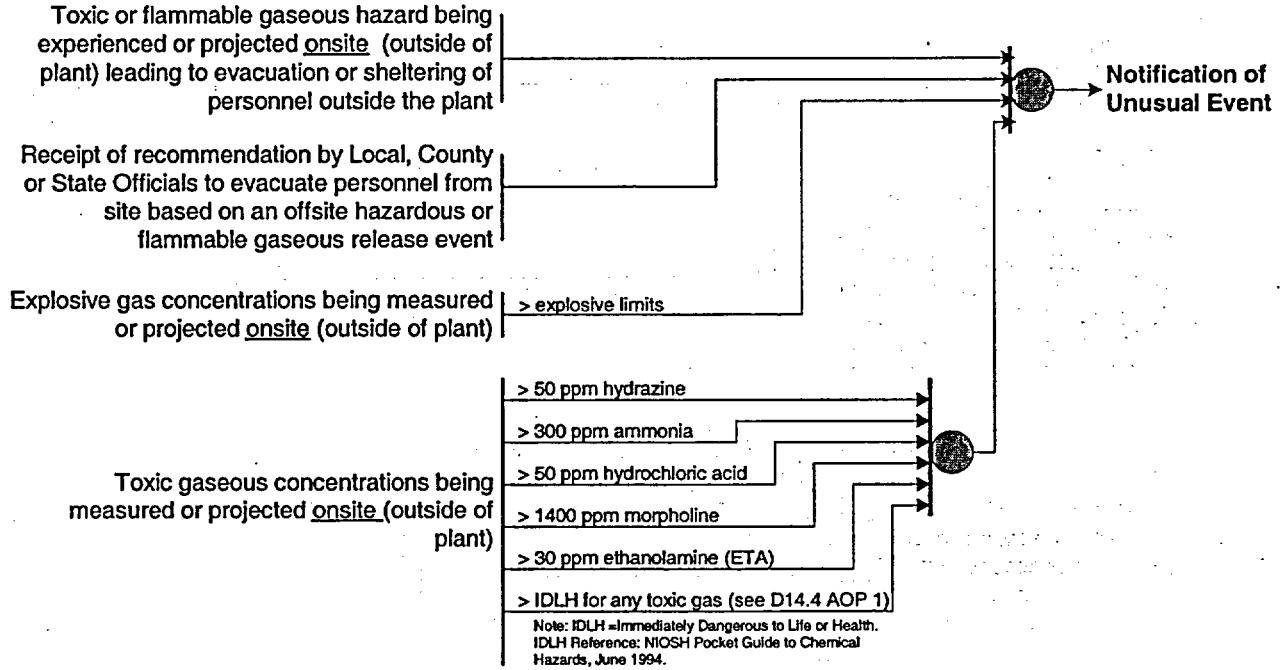 Toxic or flammable gaseous hazard being
experienced or projected onsite (outside of
plant) leading to evacuation or sheltering of
personnel outside the plant
Notification of
Unusual Event
Receipt of recommendation by Local, County
or State Officials to evacuate personnel from
site based on an offsite hazardous or
flammable gaseous release event
Explosive gas concentrations being measured
or projected onsite (outside of plant)
> explosive limits
Toxic gaseous concentrations being
measured or projected onsite (outside of
plant)
> 50 ppm hydrazine
> 300 ppm ammonia
> 50 ppm hydrochloric acid
> 1400 ppm morpholine
> 30 ppm ethanolamine (ETA)
> IDLH for any toxic gas (see D14.4 AOP 1)
Note: IDLH =Immediately Dangerous to Life or Health.
IDLH Reference: NIOSH Pocket Guide to Chemical
Hazards, June 1994.